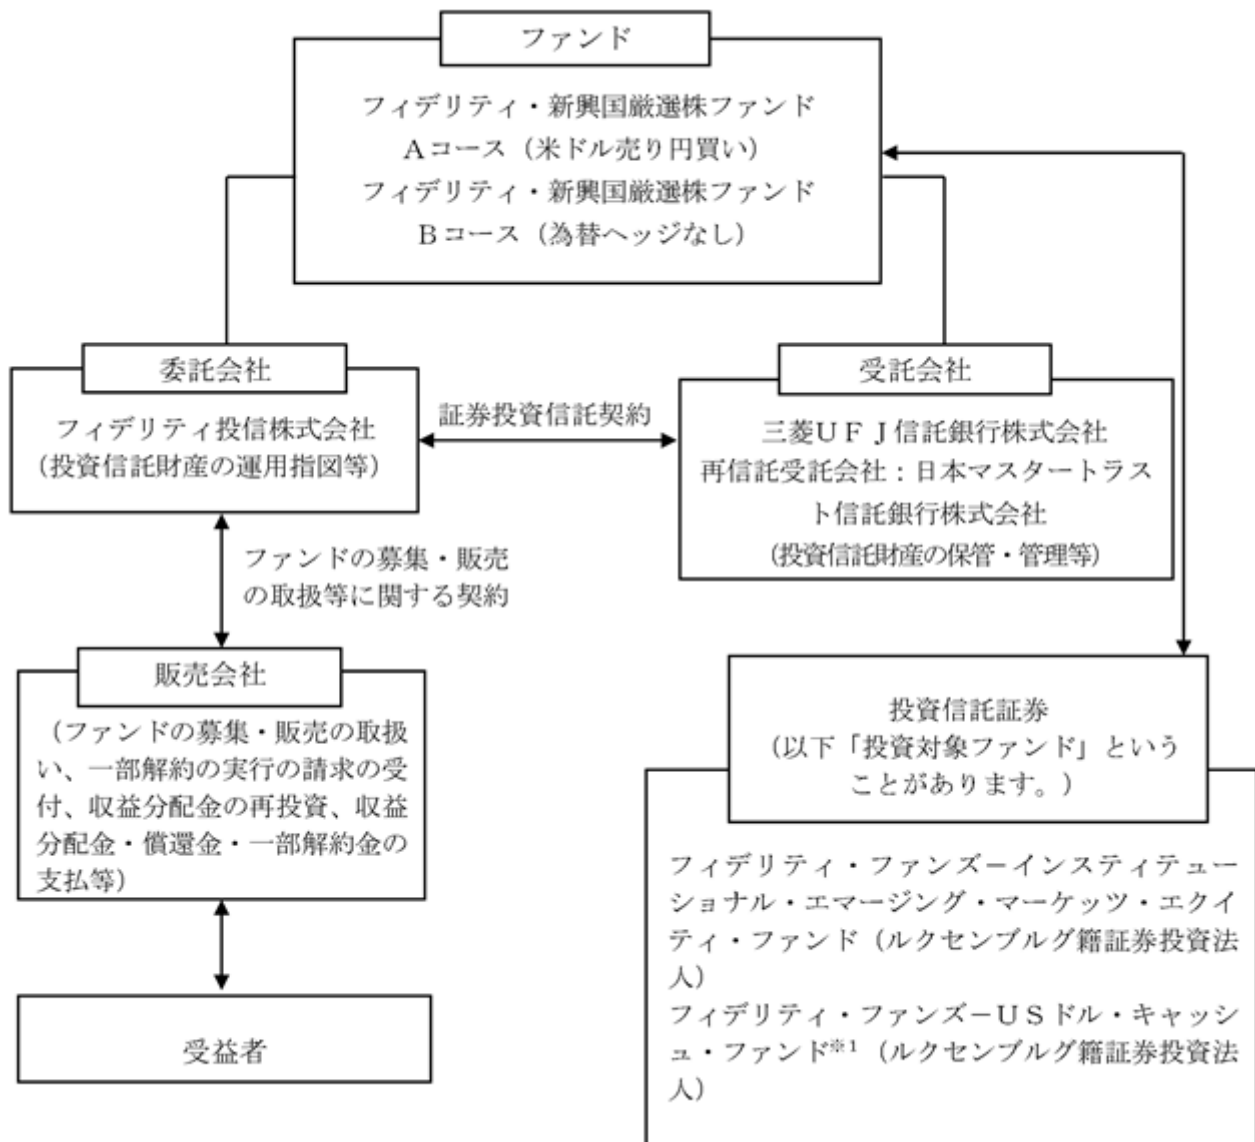 ファンド
フィデリティ・新興国厳選株ファンド
Aコース（米ドル売り円買い）
フィデリティ・新興国厳選株ファンド
Bコース（為替ヘッジなし）
委託会社
フィデリティ投信株式会社
（投資信託財産の運用指図等）
証券投資信託契約
受託会社
三菱UFJ信託銀行株式会社
再信託受託会社：日本マスタートラス
ト信託銀行株式会社
（投資信託財産の保管・管理等）
ファンドの募集・販売
の取扱等に関する契約
販売会社
（ファンドの募集・販売の取扱
い、一部解約の実行の請求の受
付、収益分配金の再投資、収益
分配金・償還金・一部解約金の
支払等）
受益者
投資信託証券
（以下「投資対象ファンド」という
ことがあります。）
フィデリティ・ファンズ－インスティテュー
ショナル・エマージング・マーケッツ・エクイ
ティ・ファンド（ルクセンブルグ籍証券投資法
人）
フィデリティ・ファンズ－USドル・キャッシ
ュ・ファンド※1（ルクセンブルグ籍証券投資法
人）